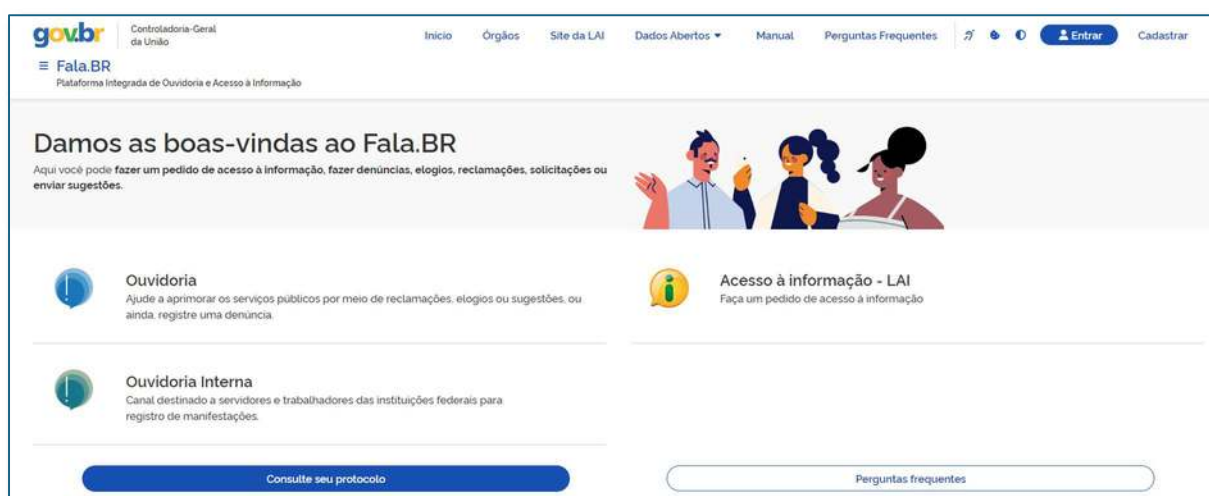 gov.br
Controladoria-Geral
da União
Início Órgãos Site da LAI Dados Abertos Manual Perguntas Frequentes Entrar Cadastrar
Fala.BR
Plataforma Integrada de Ouvidoria e Acesso à Informação
Damos as boas-vindas ao Fala.BR
Aqui você pode fazer um pedido de acesso à informação, fazer denúncias, elogios, reclamações, solicitações ou
enviar sugestões.
Ouvidoria
Ajude a aprimorar os serviços públicos por meio de reclamações, elogios ou sugestões, ou
ainda, registre uma denúncia.
Acesso à informação - LAI
Faça um pedido de acesso à informação
Ouvidoria Interna
Canal destinado a servidores e trabalhadores das instituições federais para
registro de manifestações.
Consulte seu protocolo
Perguntas frequentes